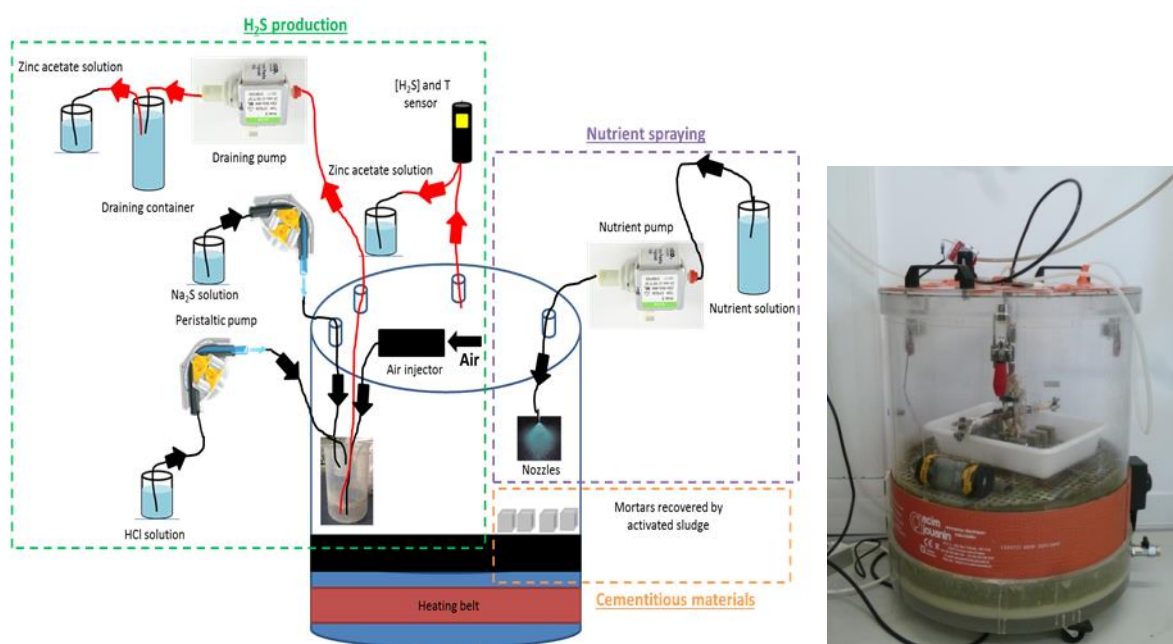 H₂S production
Zinc acetate solution
Draining pump
Draining container
[H₂S] and T
sensor
Zinc acetate solution
Na₂S solution
Peristaltic pump
HCl solution
Air
Air injector
Nutrient spraying
Nutrient pump
Nutrient solution
Nozzles
Mortars recovered by
activated sludge
Heating belt
Cementitious materials
acim
jouanin